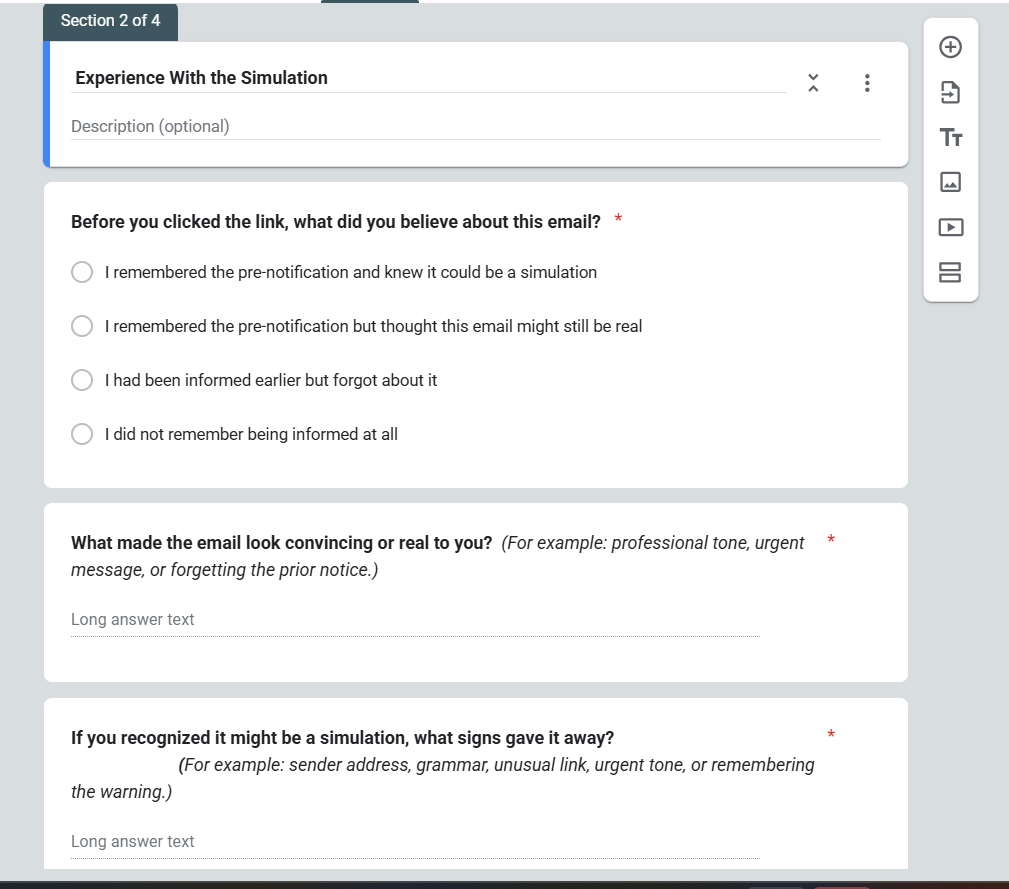 Section 2 of 4
Experience With the Simulation
Description (optional)
Before you clicked the link, what did you believe about this email? *
I remembered the pre-notification and knew it could be a simulation
I remembered the pre-notification but thought this email might still be real
I had been informed earlier but forgot about it
I did not remember being informed at all
What made the email look convincing or real to you? (For example: professional tone, urgent *
message, or forgetting the prior notice.)
Long answer text
If you recognized it might be a simulation, what signs gave it away? *
(For example: sender address, grammar, unusual link, urgent tone, or remembering
the warning.)
Long answer text
Tт